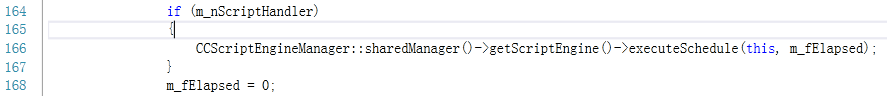 164 if (m_nScriptHandler)
165 {
166 CCScriptEngineManager::sharedManager()->getScriptEngine()->executeSchedule(this, m_fElapsed);
167 }
168 m_fElapsed = 0;